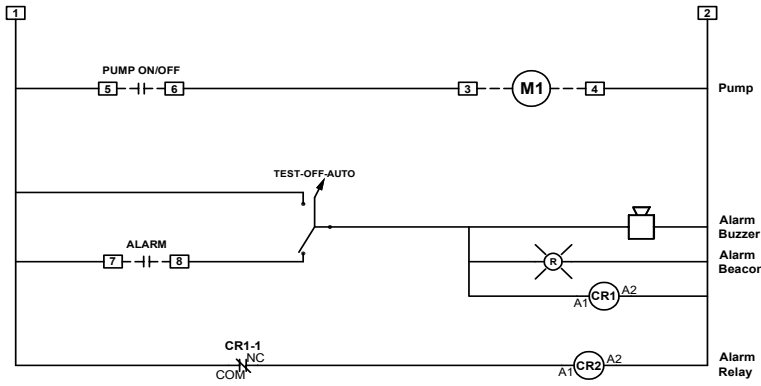 1
2
PUMP ON/OFF
5
6
3
M1
4
Pump
TEST-OFF-AUTO
Alarm
Buzzer
ALARM
7
8
R
Alarm
Beacon
A1
CR1
A2
CR1-1
NC
COM
A1
CR2
A2
Alarm
Relay